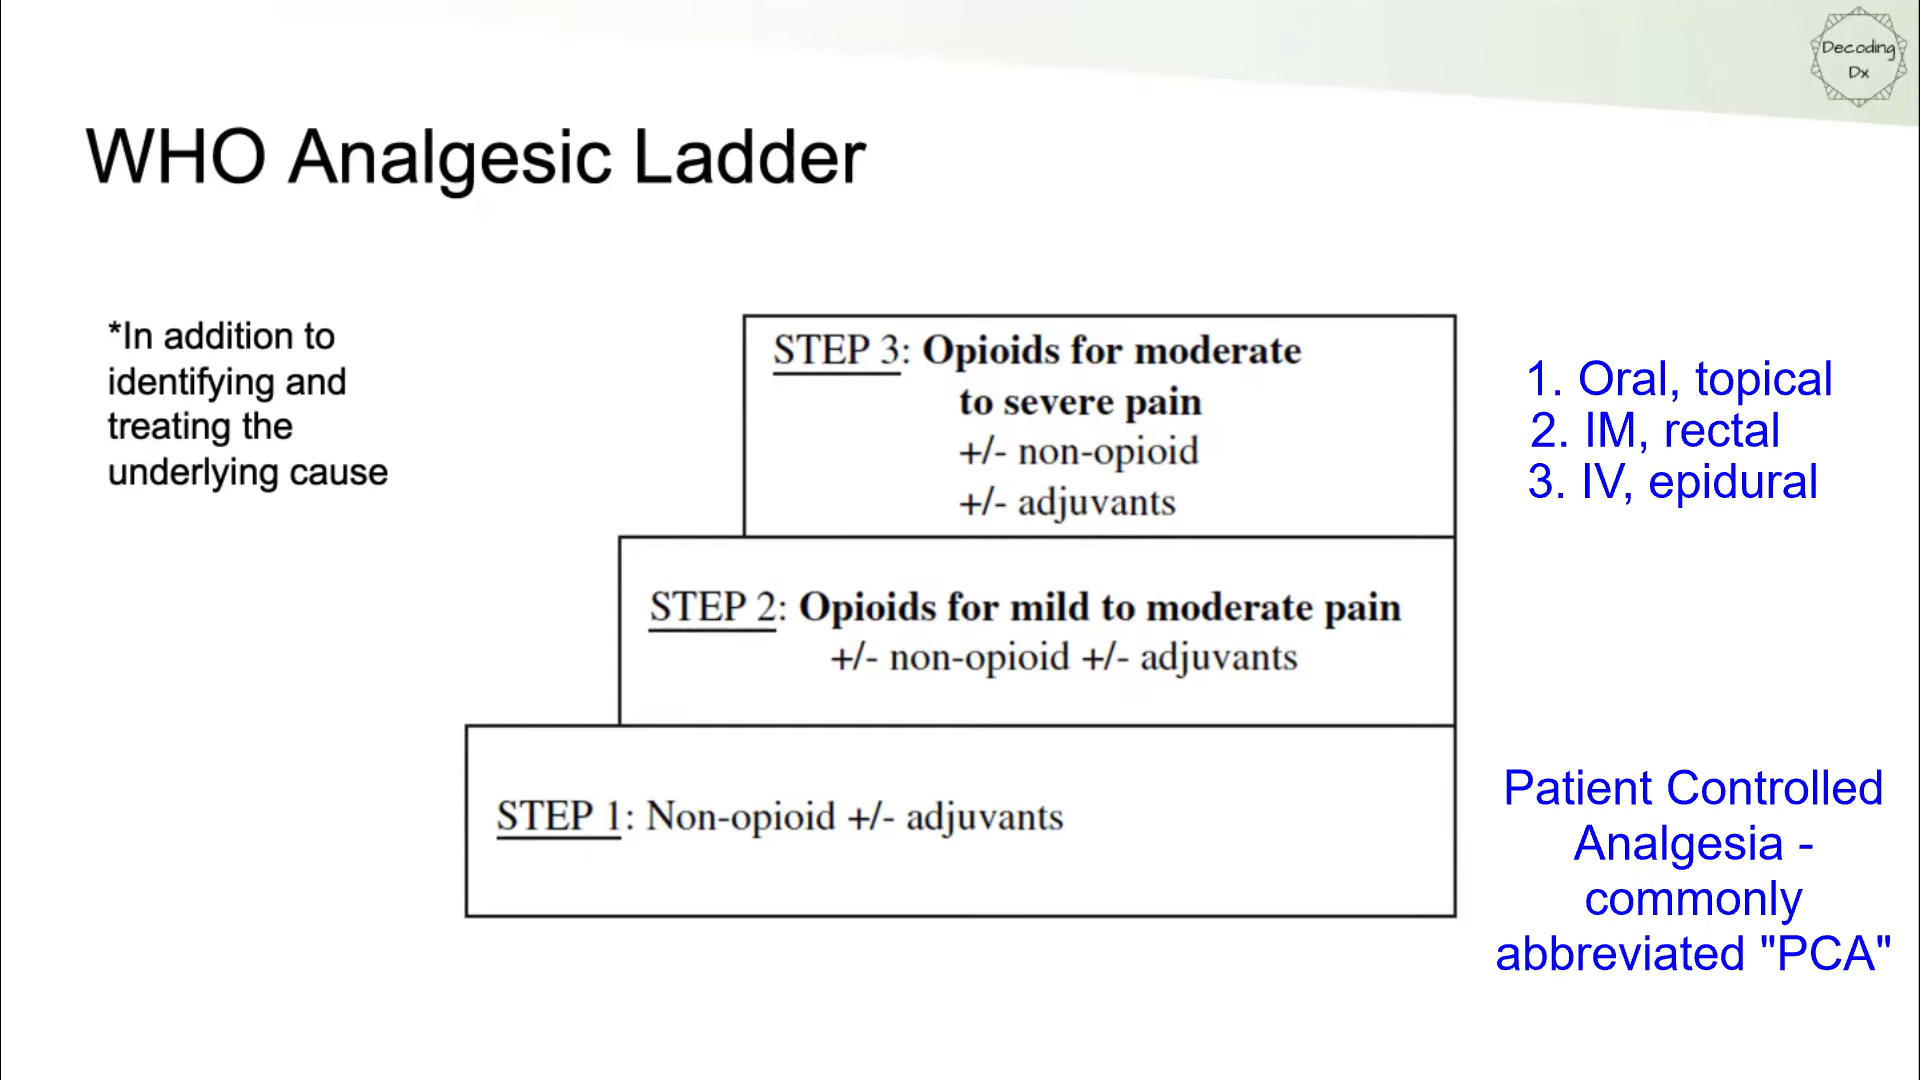 Decoding
Dx
WHO Analgesic Ladder
*In addition to
identifying and
treating the
underlying cause
STEP 3: Opioids for moderate
to severe pain
+/- non-opioid
+/- adjuvants
STEP 2: Opioids for mild to moderate pain
+/- non-opioid +/- adjuvants
STEP 1: Non-opioid +/- adjuvants
1. Oral, topical
2. IM, rectal
3. IV, epidural
Patient Controlled
Analgesia -
commonly
abbreviated "PCA"